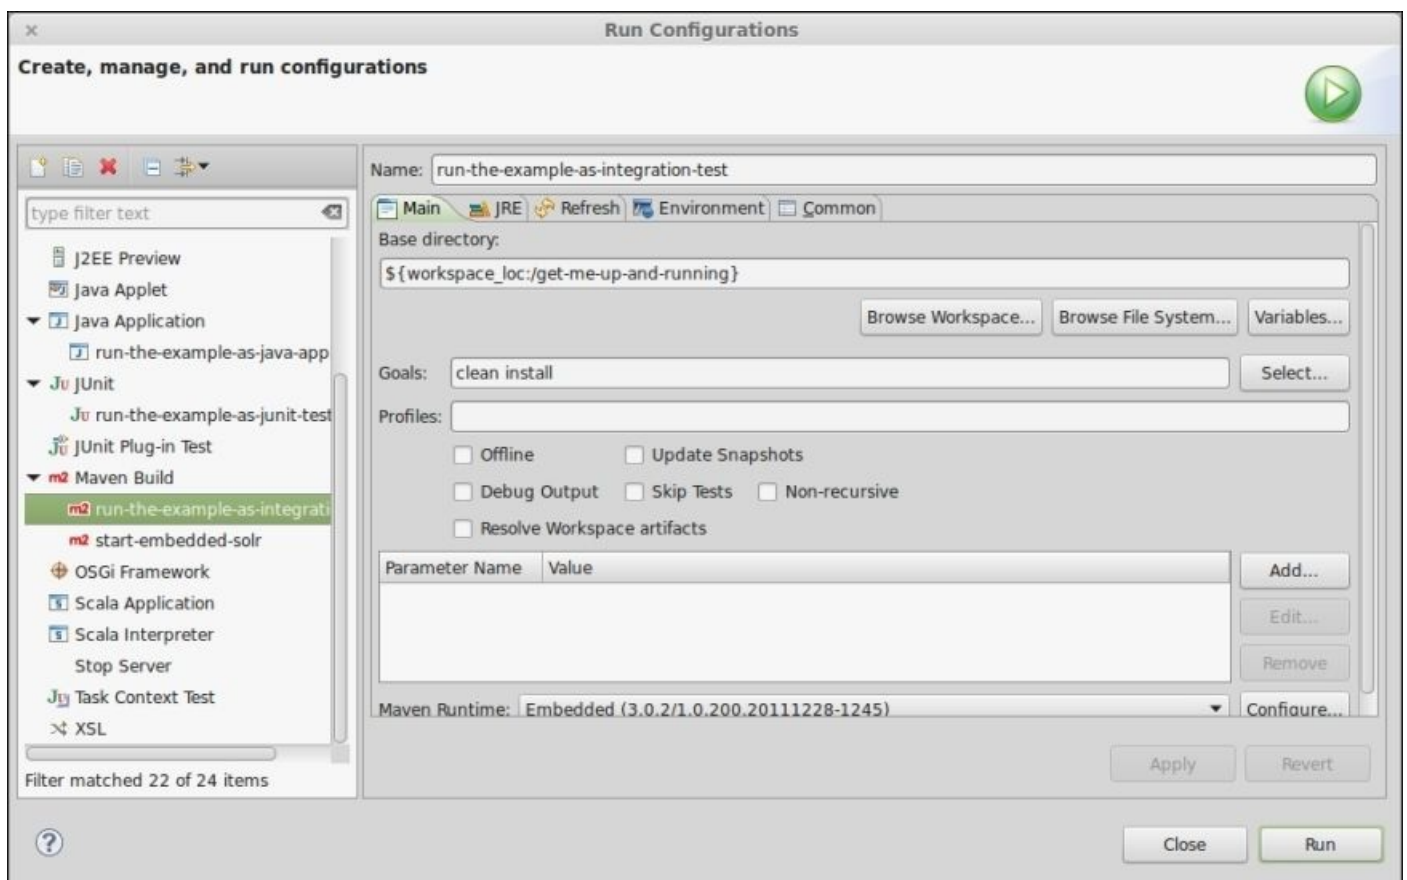 Run Configurations
Create, manage, and run configurations
type filter text
J2EE Preview
Java Applet
Java Application
run-the-example-as-java-app
JUnit
run-the-example-as-junit-test
JUnit Plug-in Test
m2 Maven Build
m2 run-the-example-as-integrati
m2 start-embedded-solr
OSGi Framework
Scala Application
Scala Interpreter
Stop Server
Task Context Test
XSL
Filter matched 22 of 24 items
Name: run-the-example-as-integration-test
Main JRE Refresh Environment Common
Base directory:
${workspace_loc:/get-me-up-and-running}
Browse Workspace... Browse File System... Variables...
Goals: clean install Select...
Profiles:
Offline Update Snapshots
Debug Output Skip Tests Non-recursive
Resolve Workspace artifacts
Parameter Name Value Add...
Edit...
Remove
Maven Runtime: Embedded (3.0.2/1.0.200.20111228-1245) Configure...
Apply Revert
Close Run